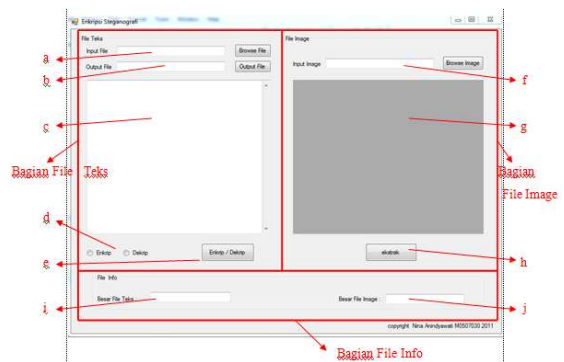 Enkripsi Steganografi
File Teks
File Image
a
Input File
Browse File
b
Output File
Output File
Input Image
Browse Image
f
c
g
Bagian File Teks
Bagian
File Image
d
Enkrip
Dekrip
Enkrip / Dekrip
ekstrak
e
h
File Info
i
Besar File Teks :
Besar File Image :
j
copyright Nina Anindyawati M0507030 2011
Bagian File Info